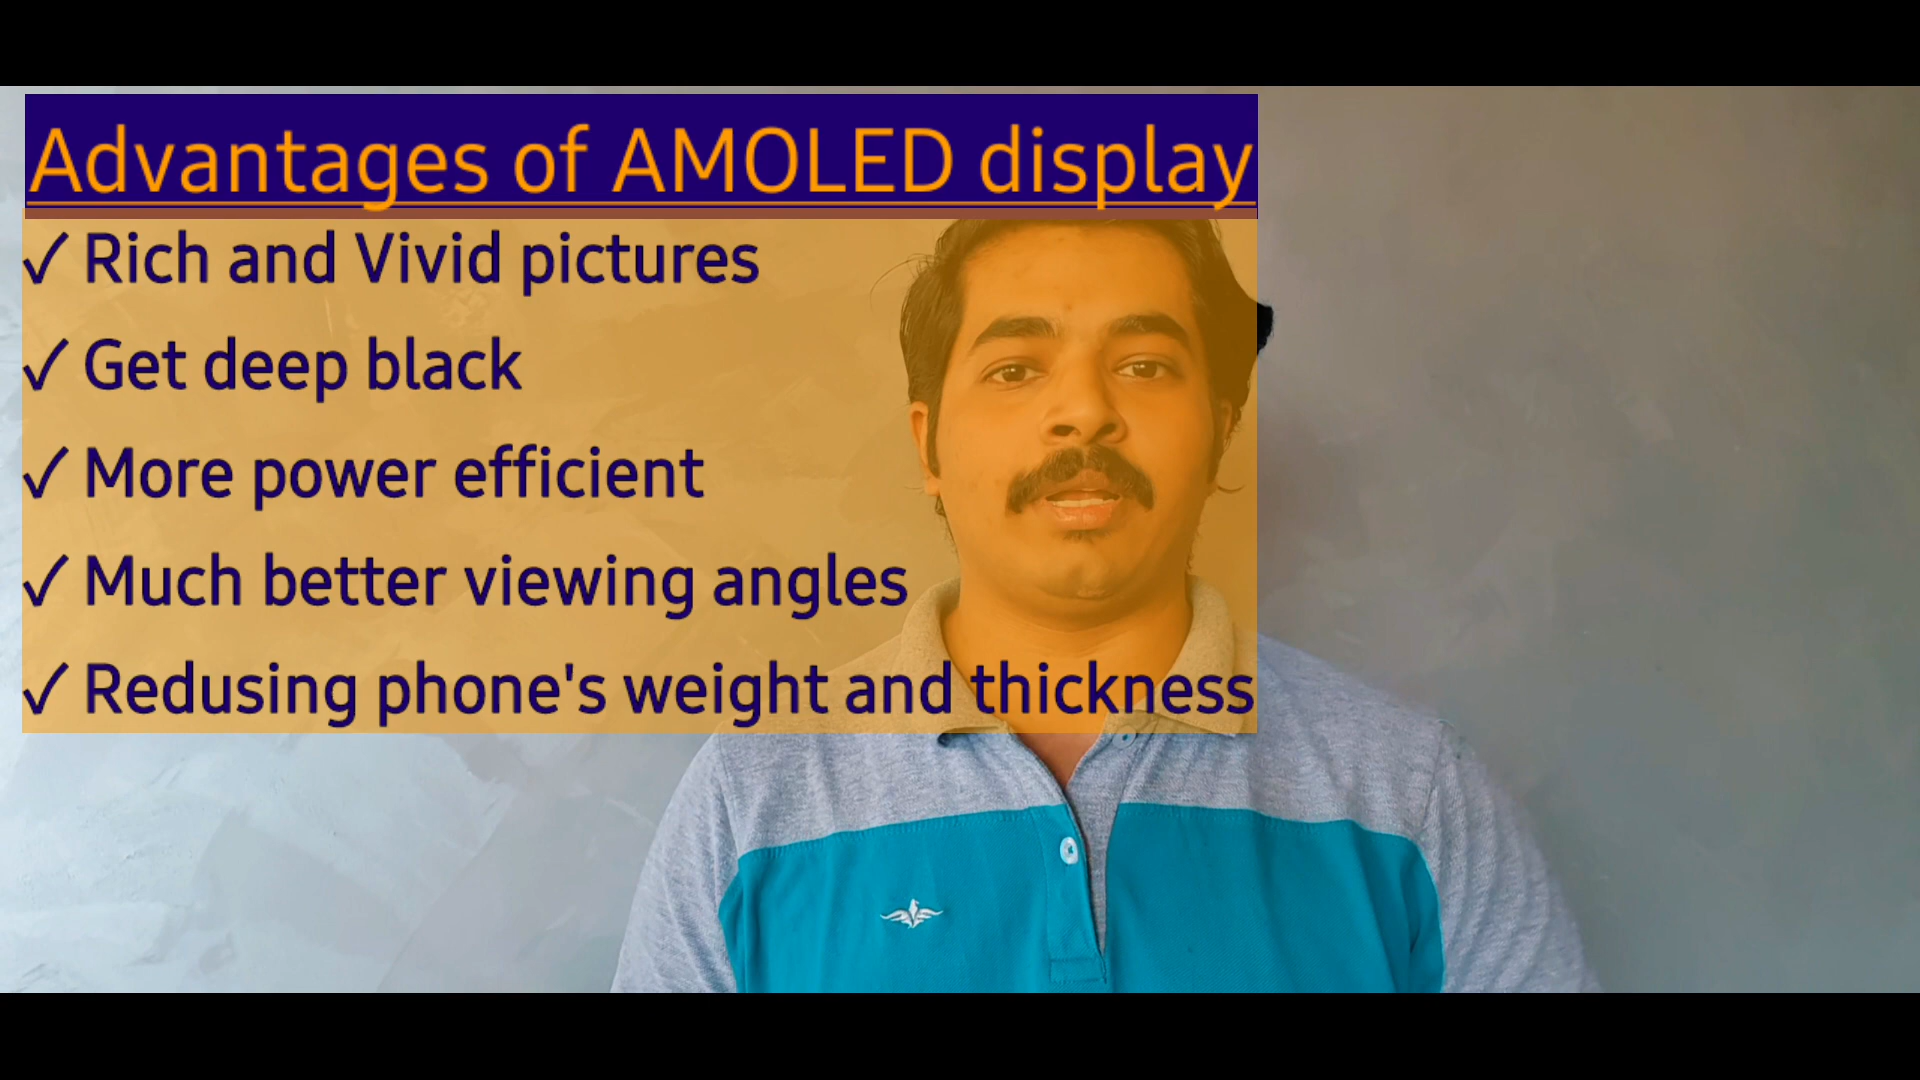 Advantages of AMOLED display
✓ Rich and Vivid pictures
✓ Get deep black
✓ More power efficient
✓ Much better viewing angles
✓ Redusing phone's weight and thickness